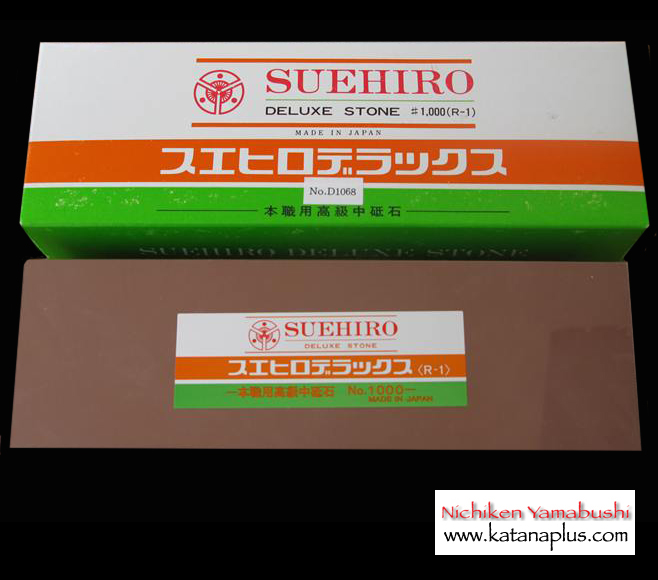 SUEHIRO
DELUXE STONE #1,000(R-1)
MADE IN JAPAN
スエヒロデラックス
No.D1068
本職用高級中砥石
SUEHIRO DELUXE STONE
SUEHIRO
DELUXE STONE
スエヒロデラックス〈R-1〉
本職用高級中砥石 No.1000
MADE IN JAPAN
Nichiken Yamabushi
www.katanaplus.com